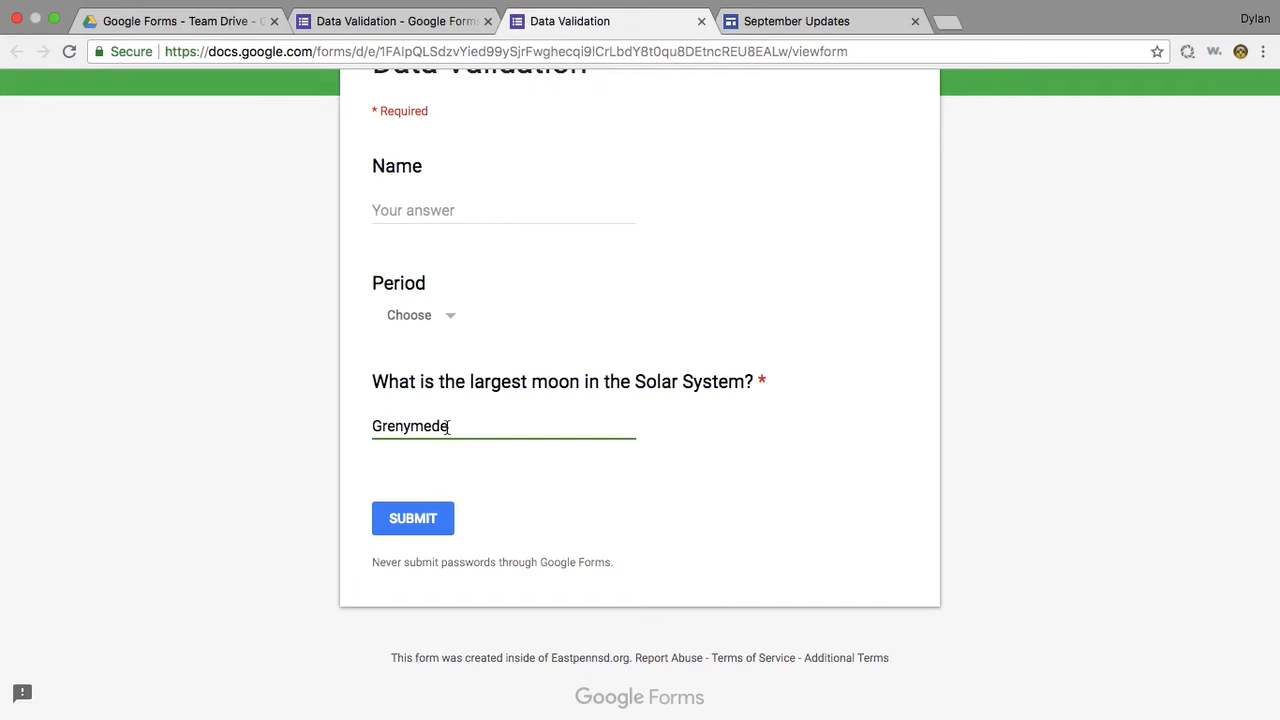 Google Forms - Team Drive - G
Data Validation - Google Forms
Data Validation
September Updates
Dylan
Secure
https://docs.google.com/forms/d/e/1FAIpQLSdzvYied99ySjrFwghecqi9lCrLbdY8t0qu8DEtncREU8EALw/viewform
Data Validation
* Required
Name
Your answer
Period
Choose
What is the largest moon in the Solar System? *
Grenymede
SUBMIT
Never submit passwords through Google Forms.
This form was created inside of Eastpennsd.org. Report Abuse - Terms of Service - Additional Terms
Google Forms